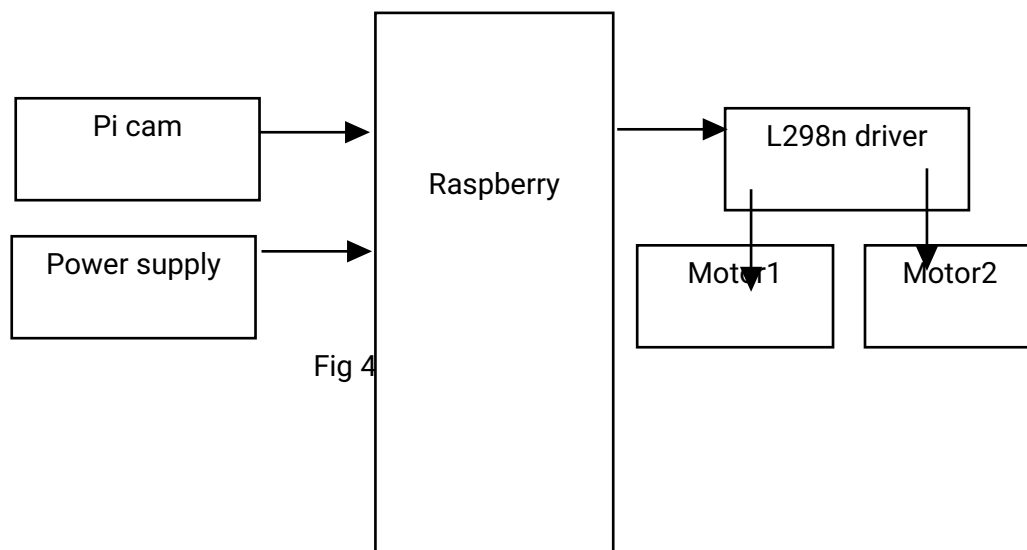 Pi cam
L298n driver
Raspberry
Power supply
Motor1
Motor2
Fig 4